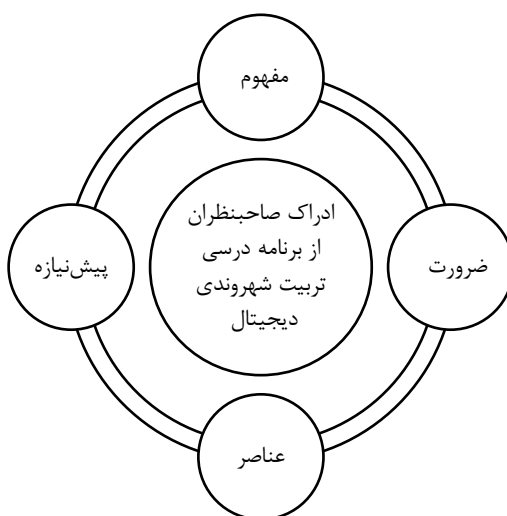 مفهوم
ادراک صاحبنظران
از برنامه درسی
تربیت شهروندی
دیجیتال
ضرورت
پیش‌نیازه
عناصر